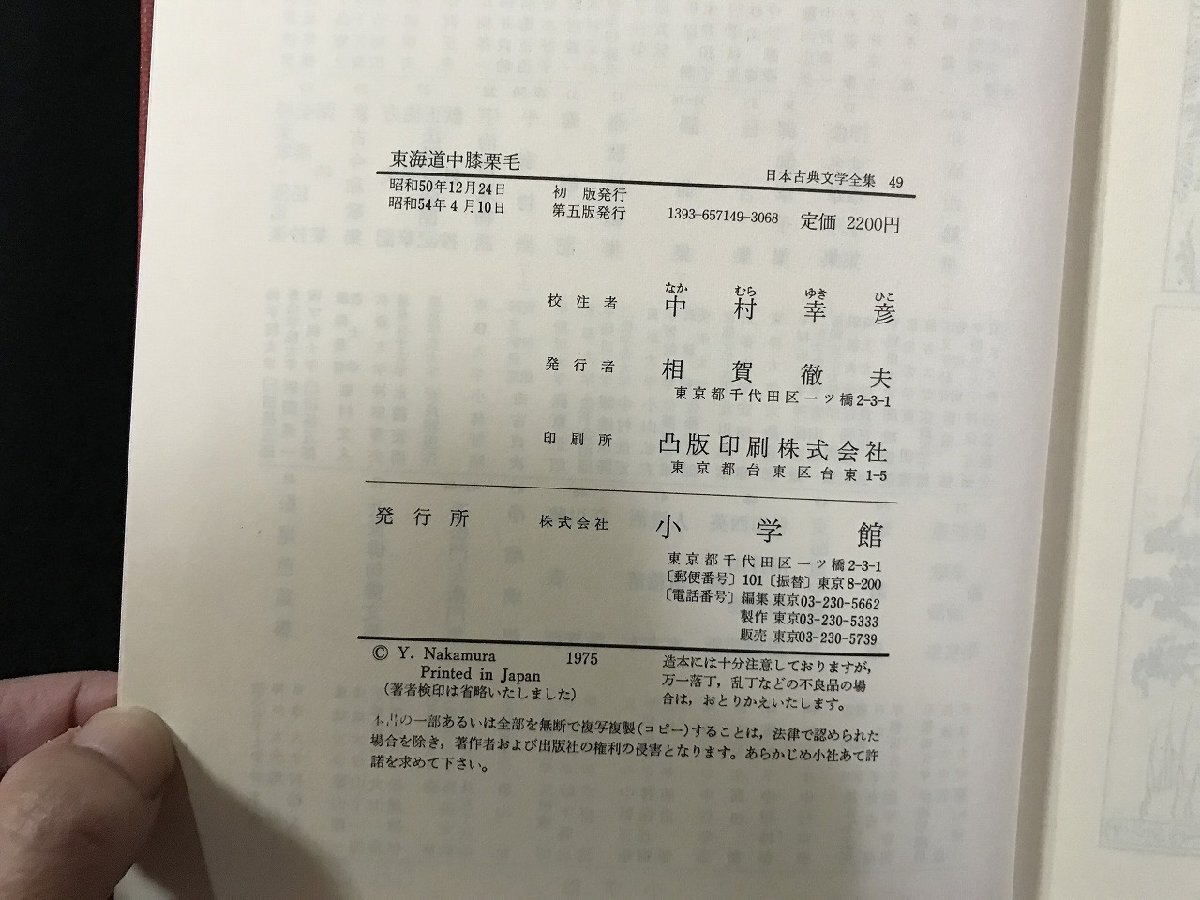 東海道中膝栗毛 日本古典文学全集 49
昭和50年12月24日 初 版発行
昭和54年4月10日 第五版発行 1393-657149-3068 定価 2200円
なか むら ゆき ひこ
校注者 中村幸彦
発行者 相賀徹夫
東京都千代田区一ツ橋2-3-1
印刷所 凸版印刷株式会社
東京都台東区台東1-5
発行所 株式会社 小学館
東京都千代田区一ツ橋2-3-1
〔郵便番号〕101〔振替〕東京8-200
〔電話番号〕編集 東京03-230-5662
製作 東京03-230-5333
販売 東京03-230-5739
© Y. Nakamura 1975
Printed in Japan
(著者検印は省略いたしました)
造本には十分注意しておりますが,
万一落丁,乱丁などの不良品の場
合は,おとりかえいたします。
本書の一部あるいは全部を無断で複写複製(コピー)することは,法律で認められた
場合を除き,著作者および出版社の権利の侵害となります。あらかじめ小社あて許
諾を求めて下さい。